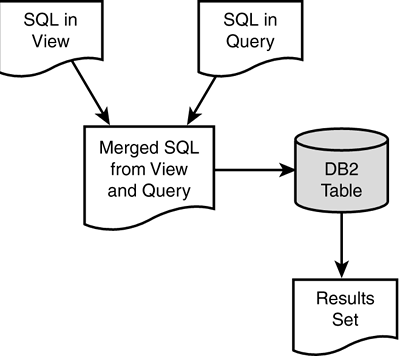 SQL in
View
SQL in
Query
Merged SQL
from View
and Query
DB2
Table
Results
Set